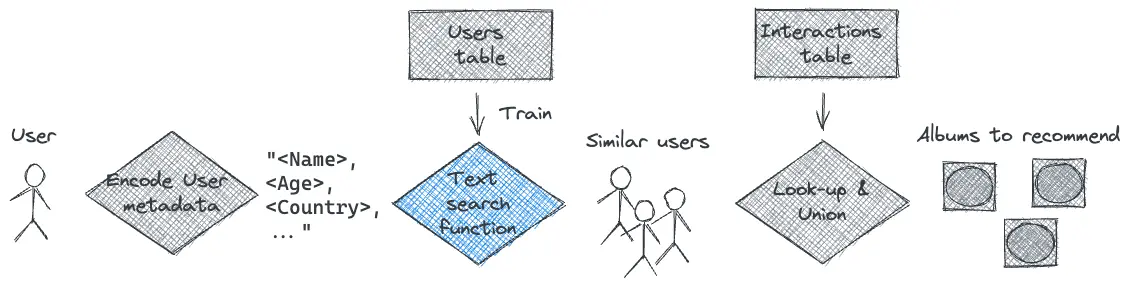 Users
table
Interactions
table
Train
User
Similar users
Albums to recommend
Encode User
metadata
"<Name>,
<Age>,
<Country>,
..."
Text
search
function
Look-up &
Union